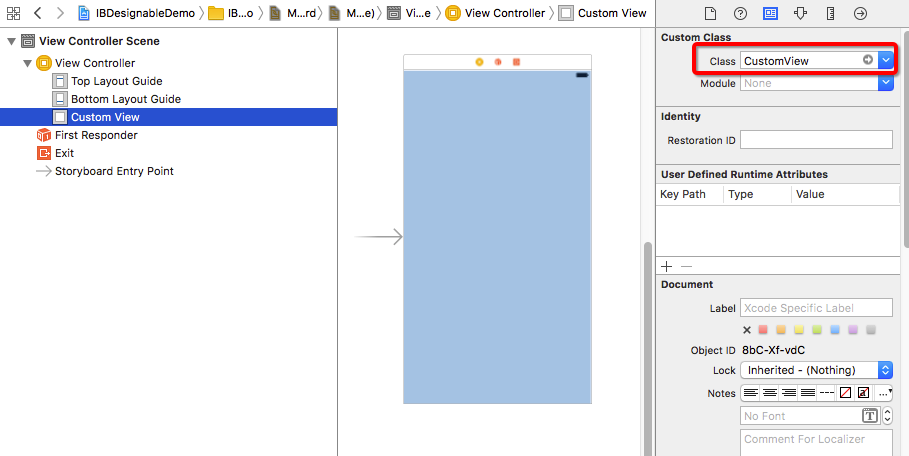 IBDesignableDemo IB...o M...rd) M...e) Vi...e View Controller Custom View
View Controller Scene
View Controller
Top Layout Guide
Bottom Layout Guide
Custom View
First Responder
Exit
Storyboard Entry Point
Custom Class
Class CustomView
Module None
Identity
Restoration ID
User Defined Runtime Attributes
Key Path Type Value
Document
Label Xcode Specific Label
Object ID 8bC-Xf-vdC
Lock Inherited - (Nothing)
Notes
No Font
Comment For Localizer